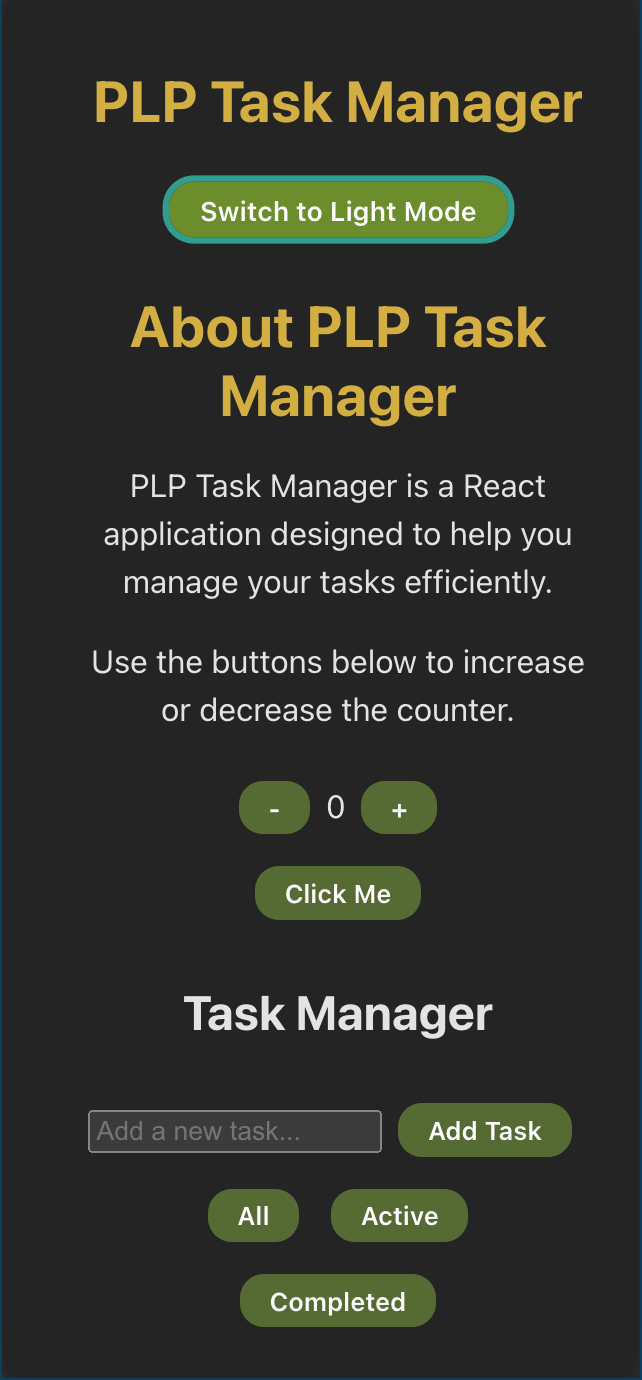 PLP Task Manager
Switch to Light Mode
About PLP Task
Manager
PLP Task Manager is a React
application designed to help you
manage your tasks efficiently.
Use the buttons below to increase
or decrease the counter.
- 0 +
Click Me
Task Manager
Add a new task... Add Task
All Active
Completed